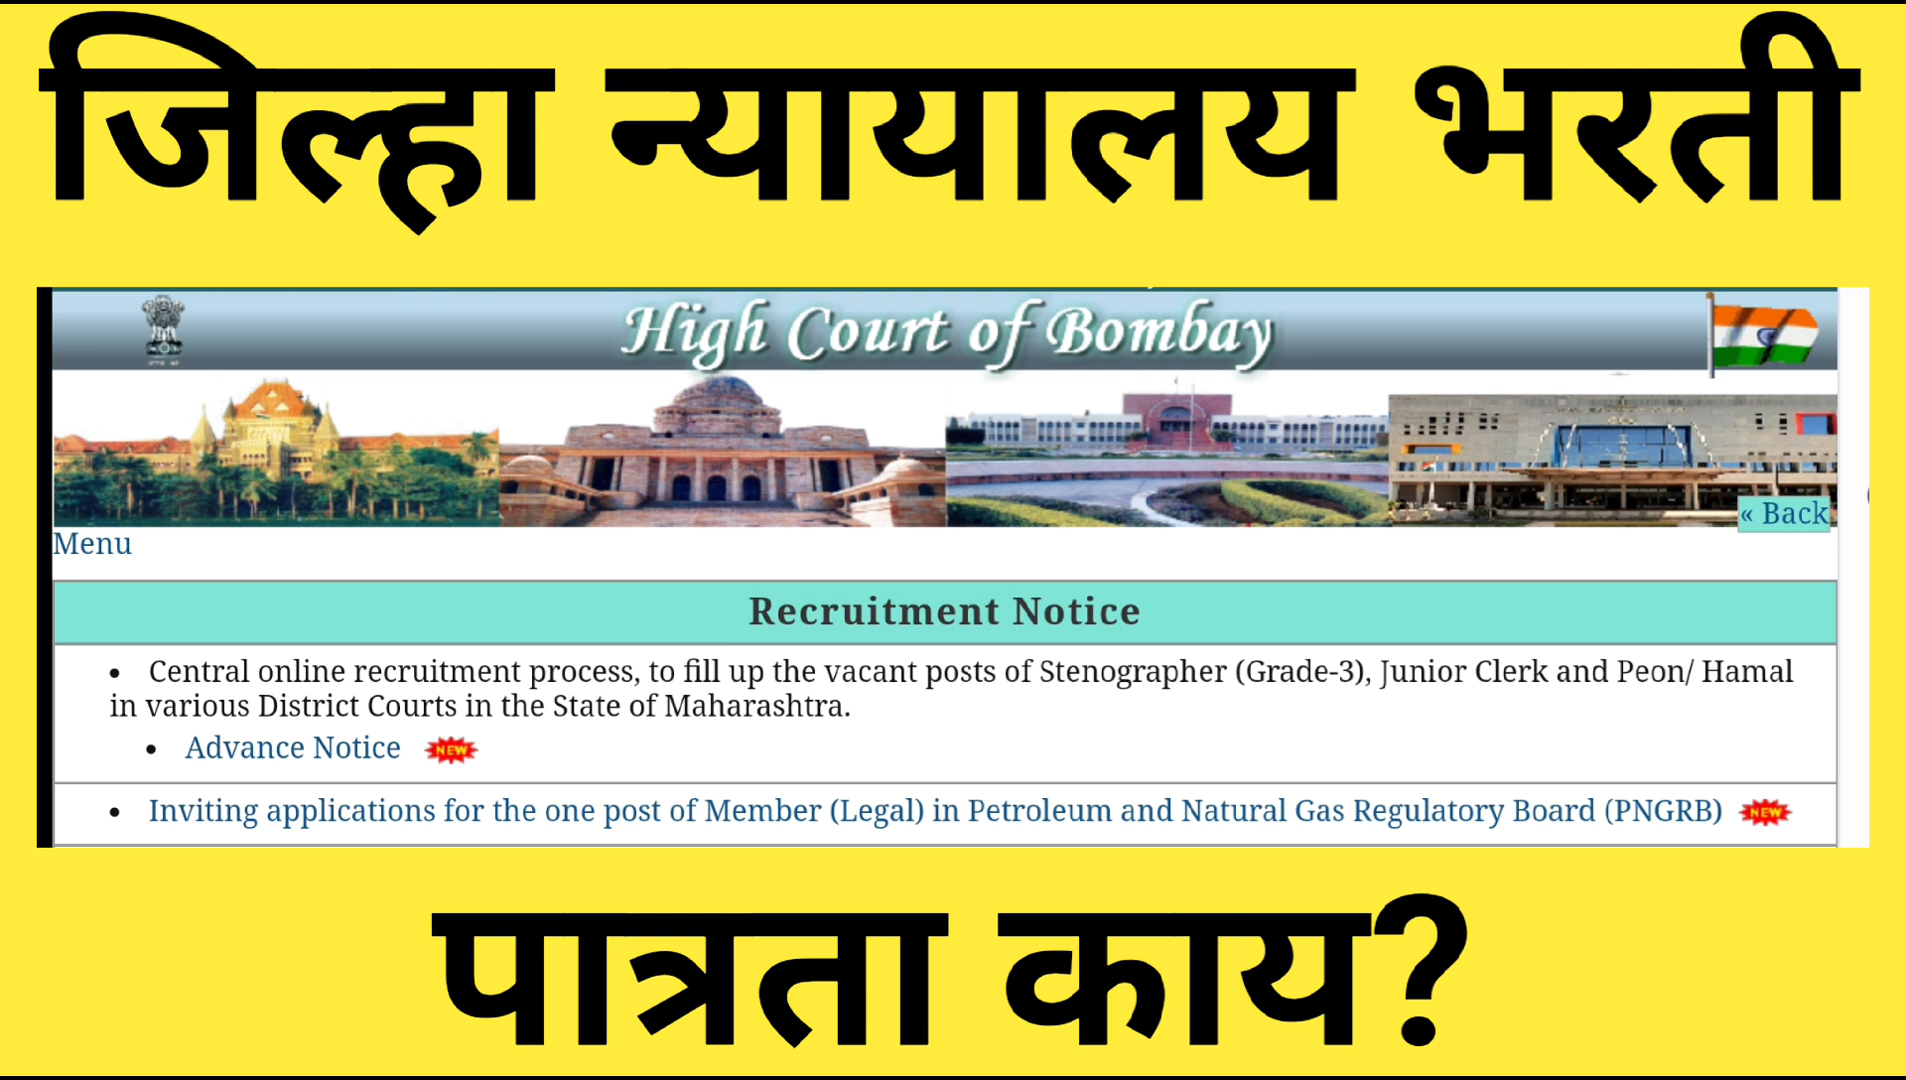 जिल्हा न्यायालय भरती
High Court of Bombay
« Back
Menu
Recruitment Notice
• Central online recruitment process, to fill up the vacant posts of Stenographer (Grade-3), Junior Clerk and Peon/ Hamal
in various District Courts in the State of Maharashtra.
• Advance Notice NEW
• Inviting applications for the one post of Member (Legal) in Petroleum and Natural Gas Regulatory Board (PNGRB) NEW
पात्रता काय?